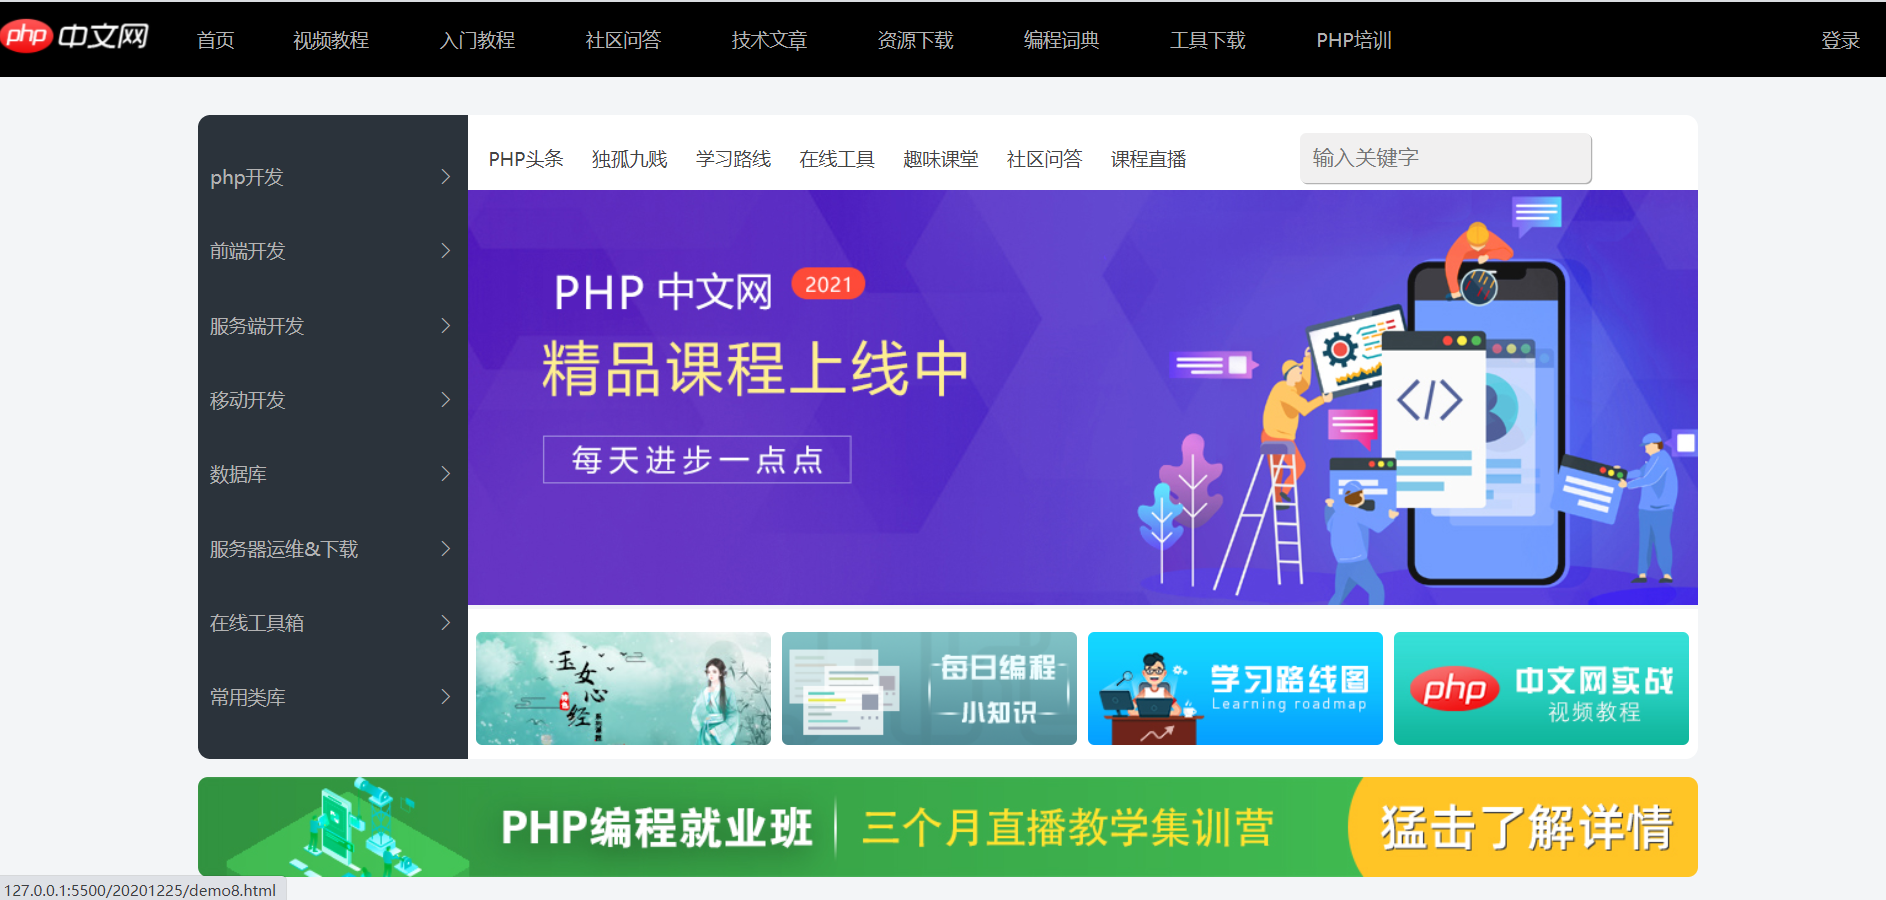 php 中文网 首页 视频教程 入门教程 社区问答 技术文章 资源下载 编程词典 工具下载 PHP培训 登录
php开发
前端开发
服务端开发
移动开发
数据库
服务器运维&下载
在线工具箱
常用类库
PHP头条 独孤九贱 学习路线 在线工具 趣味课堂 社区问答 课程直播 输入关键字
PHP 中文网 2021
精品课程上线中
每天进步一点点
</>
玉女心经
系列课程
每日编程
小知识
学习路线图
Learning roadmap
php 中文网实战
视频教程
PHP编程就业班 三个月直播教学集训营 猛击了解详情
127.0.0.1:5500/20201225/demo8.html